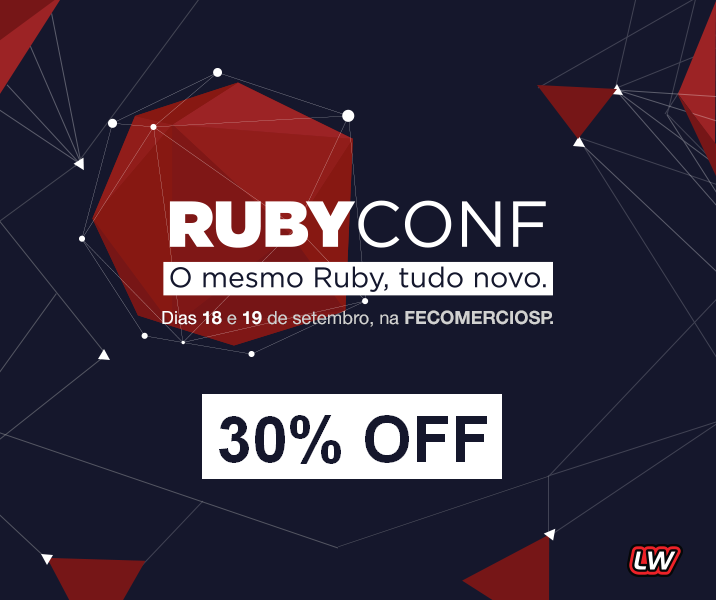 RUBYCONF
O mesmo Ruby, tudo novo.
Dias 18 e 19 de setembro, na FECOMERCIOSP.
30% OFF
LW